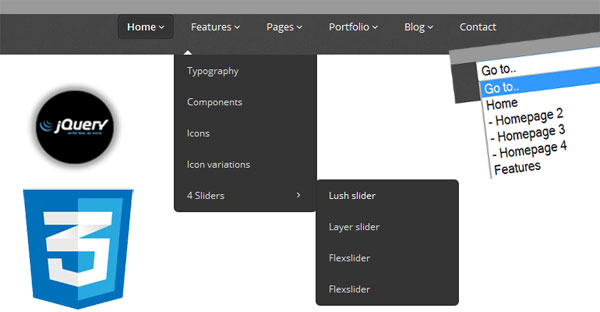 Home Features Pages Portfolio Blog Contact
Typography
Components
Icons
Icon variations
4 Sliders
Lush slider
Layer slider
Flexslider
Flexslider
Go to..
Go to..
Home
- Homepage 2
- Homepage 3
- Homepage 4
Features
jQuery
write less, do more.
3